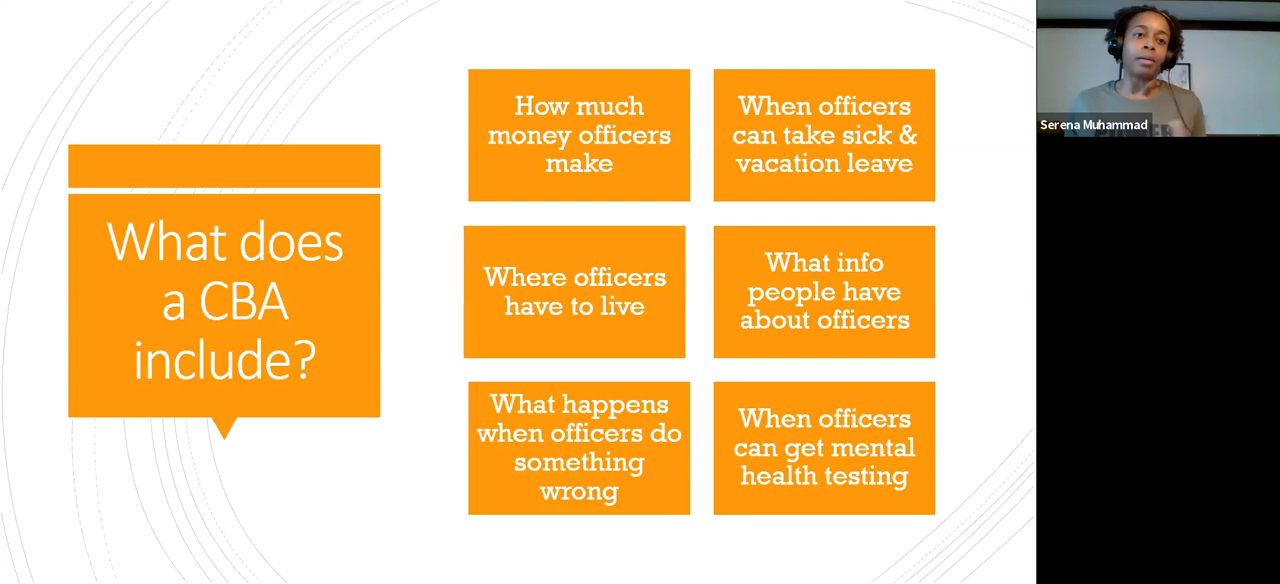 What does
a CBA
include?
How much
money officers
make
When officers
can take sick &
vacation leave
Where officers
have to live
What info
people have
about officers
What happens
when officers do
something
wrong
When officers
can get mental
health testing
Serena Muhammad